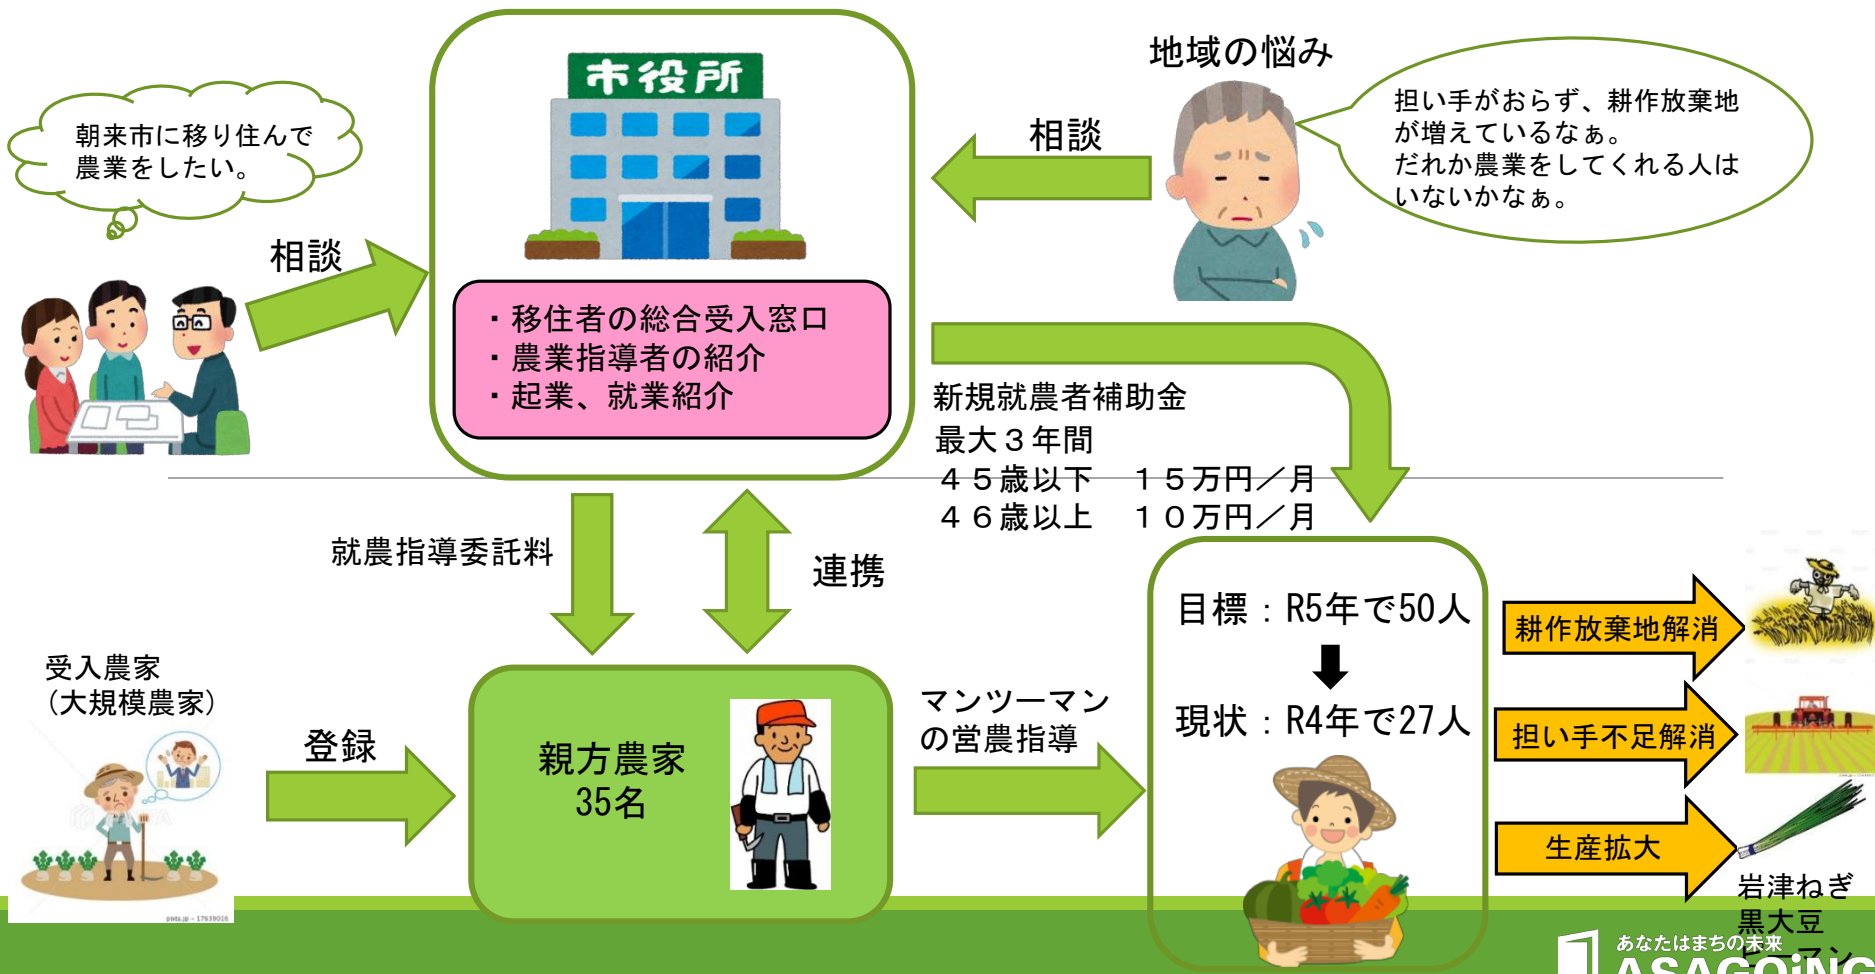 市役所
地域の悩み
担い手がおらず、耕作放棄地
が増えているなぁ。
だれか農業をしてくれる人は
いないかなぁ。
朝来市に移り住んで
農業をしたい。
相談
相談
・移住者の総合受入窓口
・農業指導者の紹介
・起業、就業紹介
新規就農者補助金
最大３年間
４５歳以下　１５万円／月
４６歳以上　１０万円／月
就農指導委託料
連携
受入農家
（大規模農家）
登録
親方農家
35名
マンツーマン
の営農指導
目標：R5年で50人
現状：R4年で27人
耕作放棄地解消
担い手不足解消
生産拡大
岩津ねぎ
黒大豆
ピーマン
あなたはまちの未来
ASAGOiNG
pixta.jp - 17639016